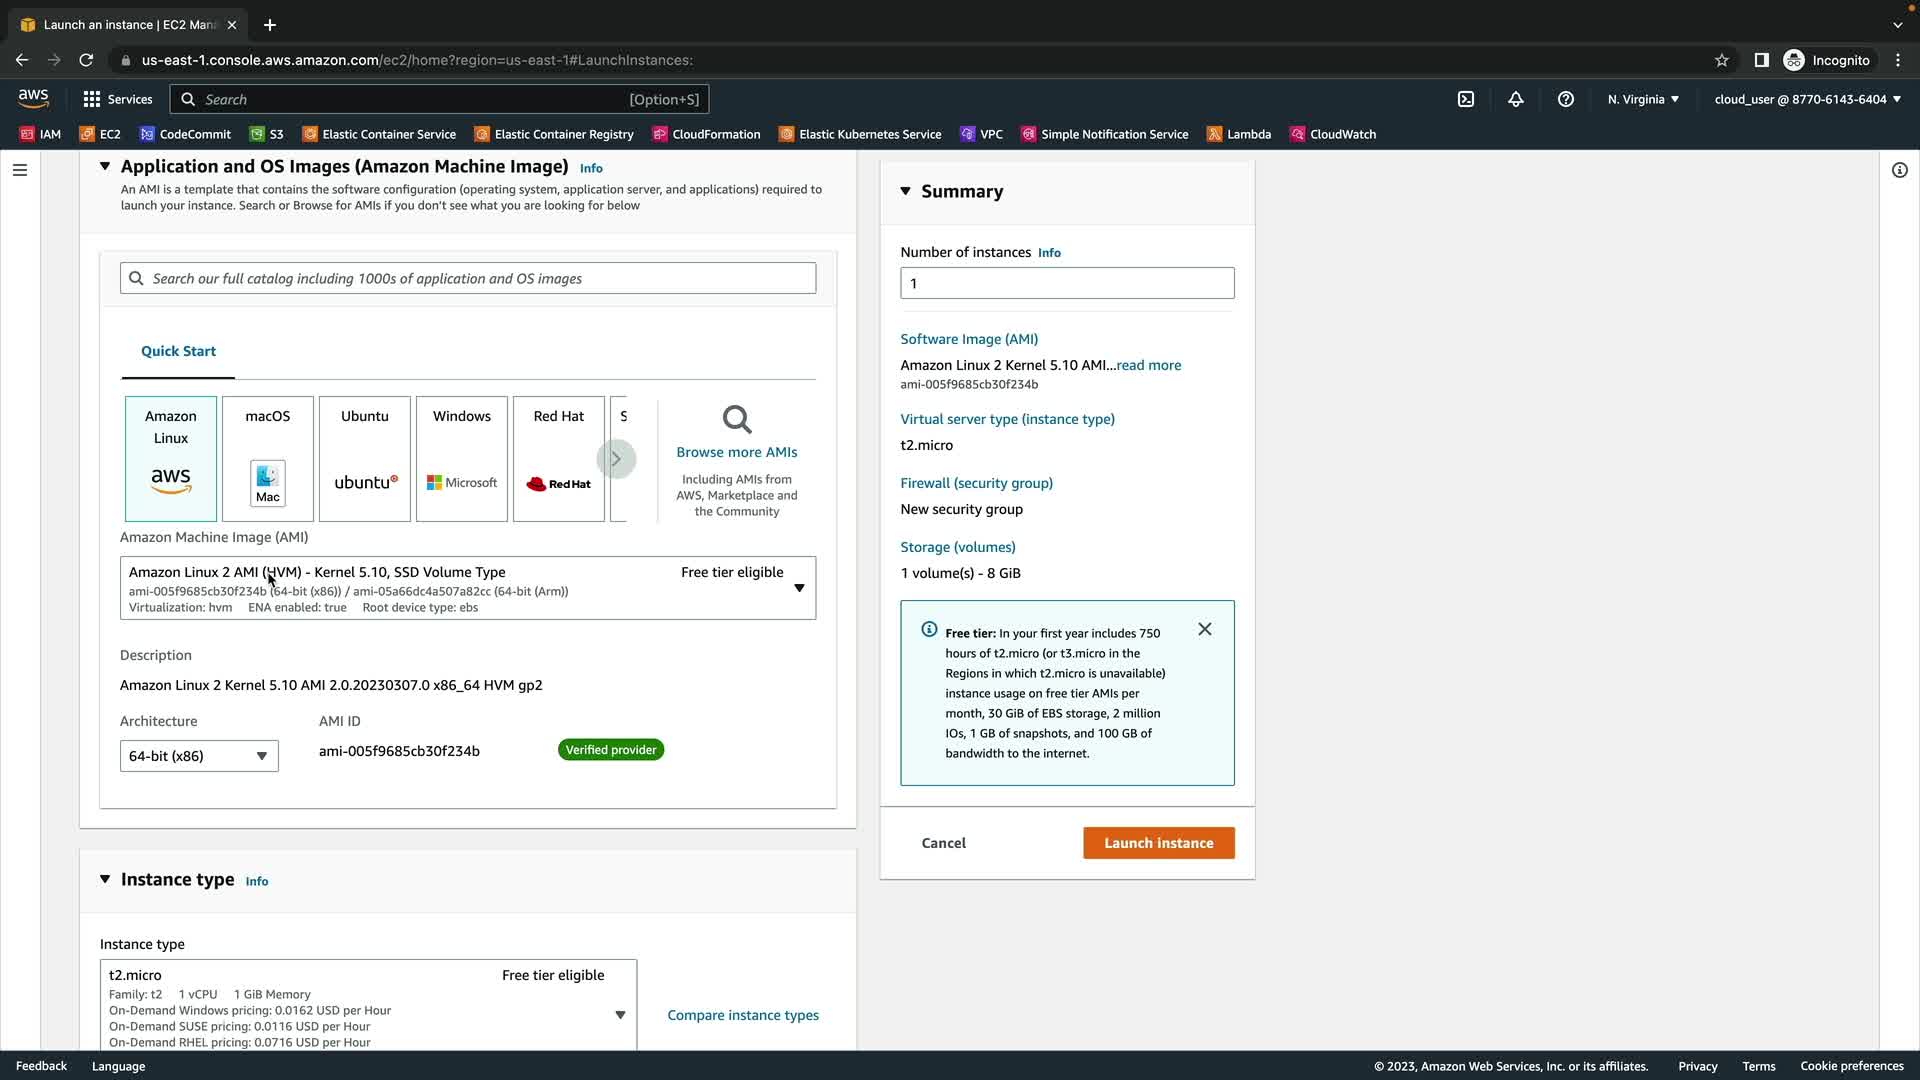 Launch an instance | EC2 Man
us-east-1.console.aws.amazon.com/ec2/home?region=us-east-1#LaunchInstances:
Incognito
aws
Services
Search
[Option+S]
N. Virginia
cloud_user @ 8770-6143-6404
IAM
EC2
CodeCommit
S3
Elastic Container Service
Elastic Container Registry
CloudFormation
Elastic Kubernetes Service
VPC
Simple Notification Service
Lambda
CloudWatch
Application and OS Images (Amazon Machine Image) Info
An AMI is a template that contains the software configuration (operating system, application server, and applications) required to
launch your instance. Search or Browse for AMIs if you don't see what you are looking for below
Search our full catalog including 1000s of application and OS images
Quick Start
Amazon
Linux
aws
macOS
Mac
Ubuntu
ubuntu
Windows
Microsoft
Red Hat
Red Hat
S
Browse more AMIs
Including AMIs from
AWS, Marketplace and
the Community
Amazon Machine Image (AMI)
Amazon Linux 2 AMI (HVM) - Kernel 5.10, SSD Volume Type
Free tier eligible
ami-005f9685cb30f234b (64-bit (x86)) / ami-05a66dc4a507a82cc (64-bit (Arm))
Virtualization: hvm ENA enabled: true Root device type: ebs
Description
Amazon Linux 2 Kernel 5.10 AMI 2.0.20230307.0 x86_64 HVM gp2
Architecture
AMI ID
64-bit (x86)
ami-005f9685cb30f234b
Verified provider
Instance type Info
Instance type
t2.micro
Free tier eligible
Family: t2 1 vCPU 1 GiB Memory
On-Demand Windows pricing: 0.0162 USD per Hour
On-Demand SUSE pricing: 0.0116 USD per Hour
On-Demand RHEL pricing: 0.0716 USD per Hour
Compare instance types
Summary
Number of instances Info
1
Software Image (AMI)
Amazon Linux 2 Kernel 5.10 AMI...read more
ami-005f9685cb30f234b
Virtual server type (instance type)
t2.micro
Firewall (security group)
New security group
Storage (volumes)
1 volume(s) - 8 GiB
Free tier: In your first year includes 750
hours of t2.micro (or t3.micro in the
Regions in which t2.micro is unavailable)
instance usage on free tier AMIs per
month, 30 GiB of EBS storage, 2 million
IOs, 1 GB of snapshots, and 100 GB of
bandwidth to the internet.
Cancel
Launch instance
Feedback
Language
© 2023, Amazon Web Services, Inc. or its affiliates.
Privacy
Terms
Cookie preferences